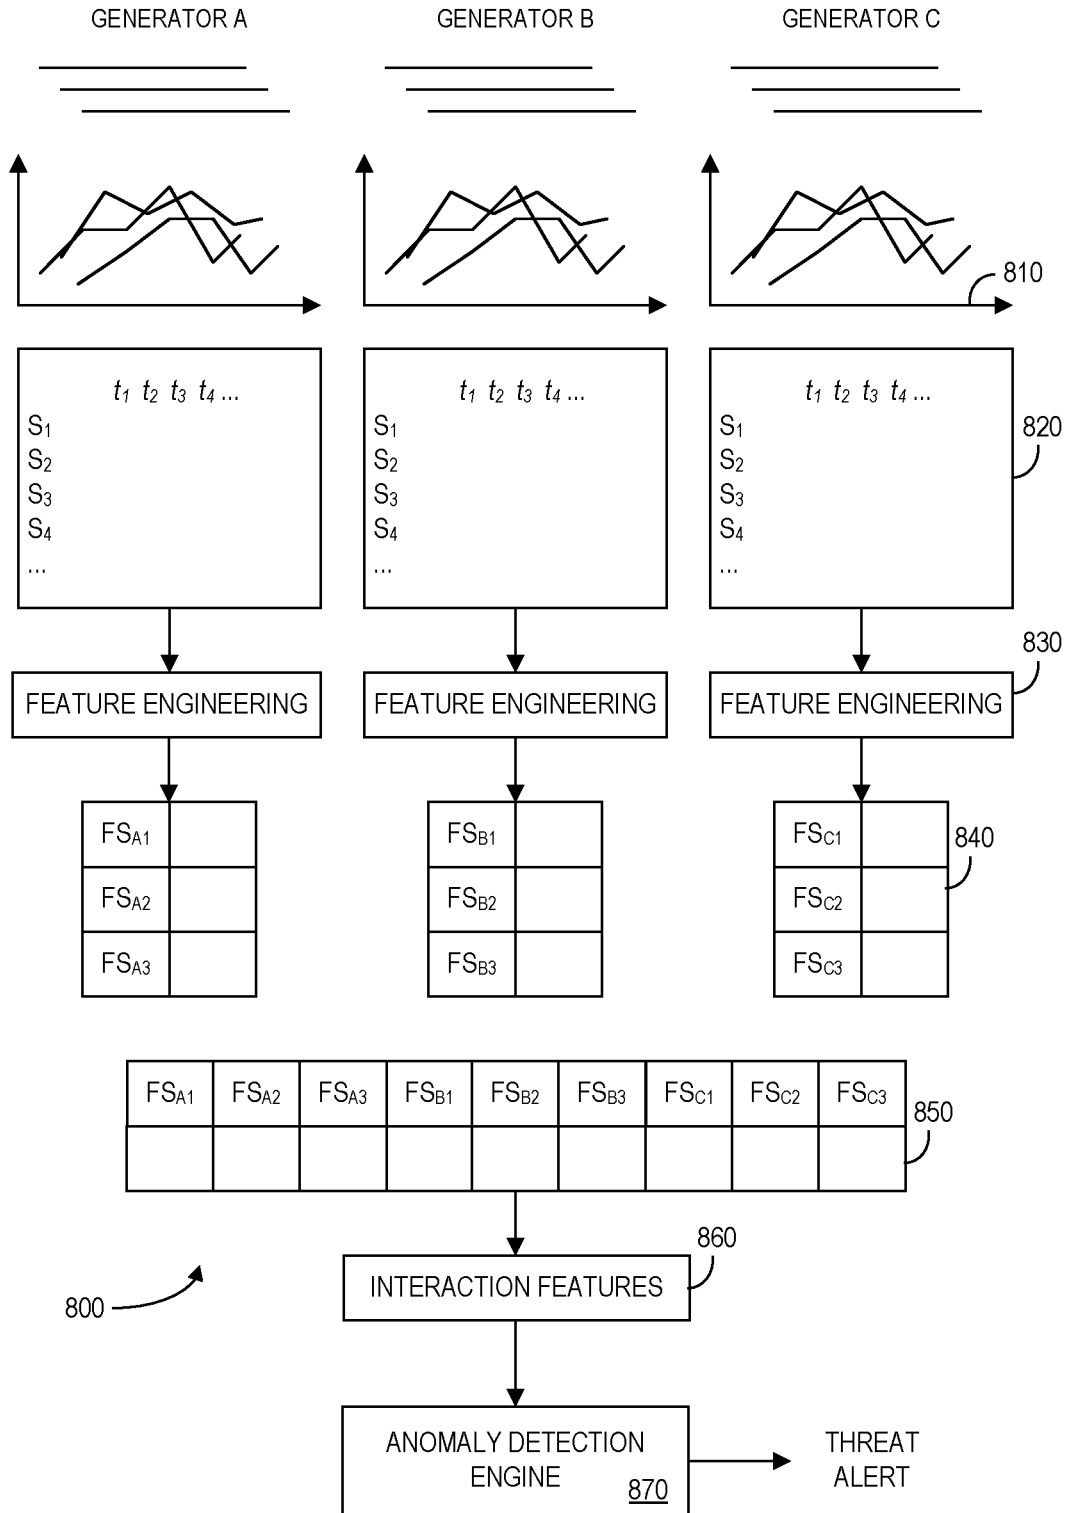 GENERATOR A GENERATOR B GENERATOR C
810
t1 t2 t3 t4 ... t1 t2 t3 t4 ... t1 t2 t3 t4 ...
S1 S1 S1
820
S2 S2 S2
S3 S3 S3
S4 S4 S4
... ... ...
830
FEATURE ENGINEERING FEATURE ENGINEERING FEATURE ENGINEERING
FSA1 FSB1 FSC1
840
FSA2 FSB2 FSC2
FSA3 FSB3 FSC3
FSA1 FSA2 FSA3 FSB1 FSB2 FSB3 FSC1 FSC2 FSC3
850
860
INTERACTION FEATURES
800
ANOMALY DETECTION
ENGINE
870
THREAT
ALERT